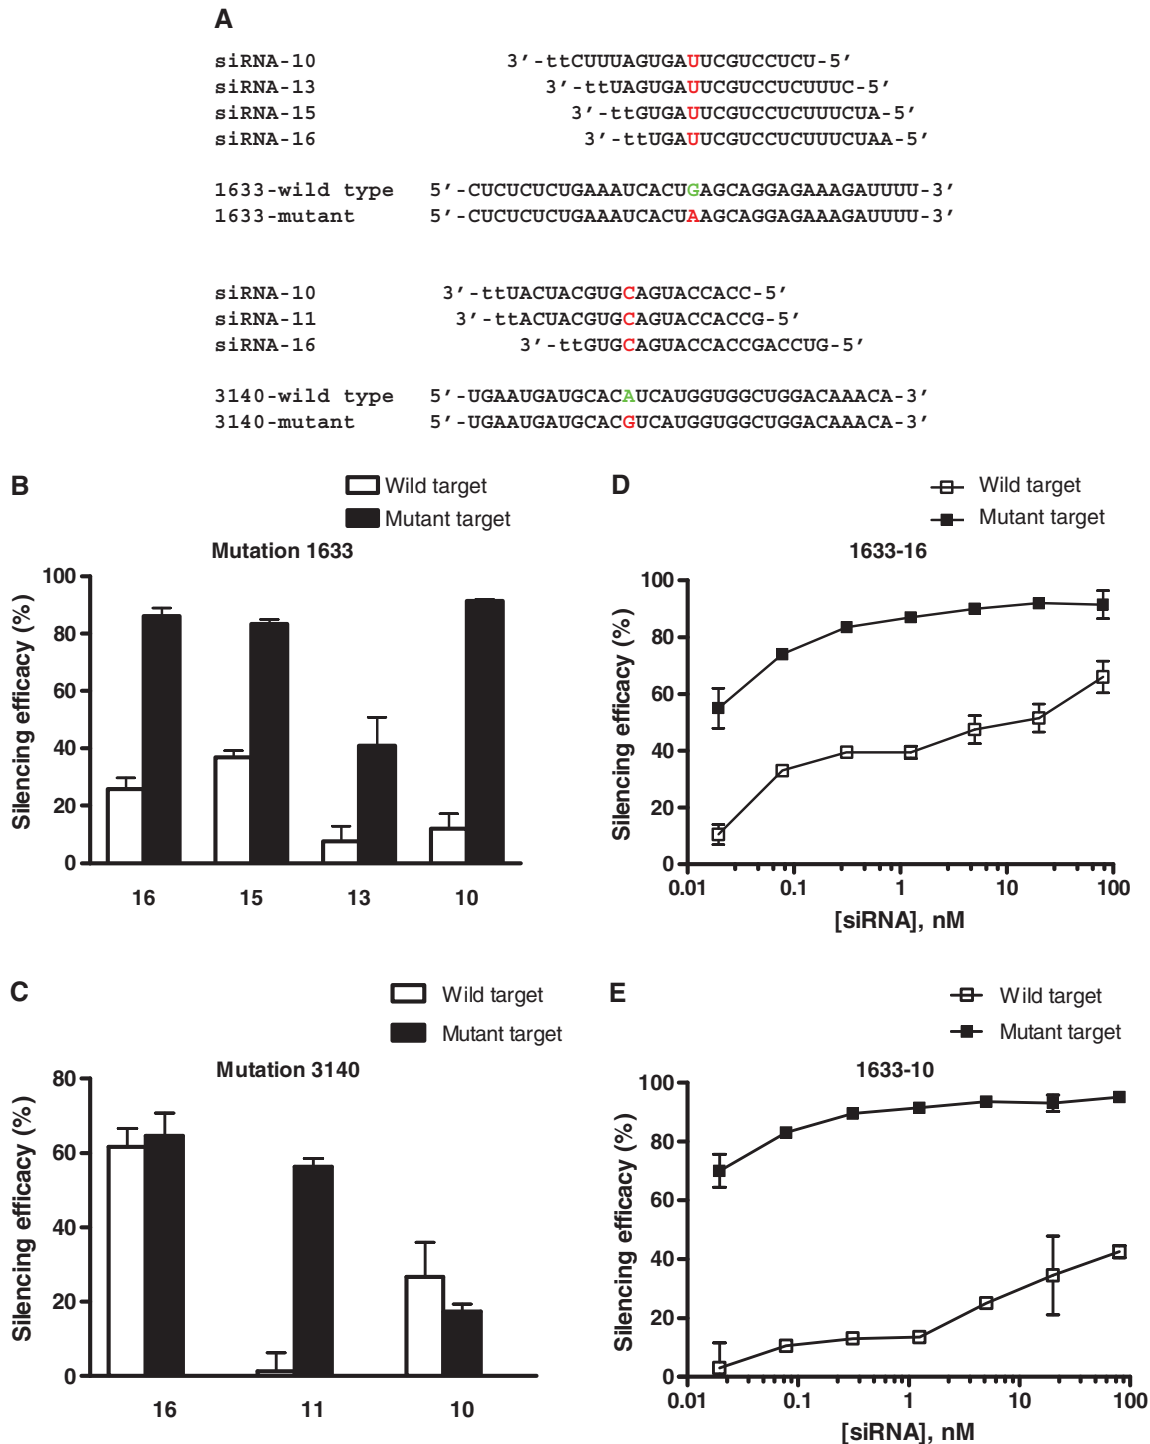 A
siRNA-10 3'-ttCUUUAGUGAUUCGUCCUCU-5'
siRNA-13 3'-ttUAGUGAUUCGUCCUCUUUC-5'
siRNA-15 3'-ttGUGAUUCGUCCUCUUUCUA-5'
siRNA-16 3'-ttUGAUUCGUCCUCUUUCUAA-5'
1633-wild type 5'-CUCUCUCUGAAAUCACUGAGCAGGAGAAAGAUUUU-3'
1633-mutant 5'-CUCUCUCUGAAAUCACUAAGCAGGAGAAAGAUUUU-3'
siRNA-10 3'-ttUACUACGUGCAGUACCACC-5'
siRNA-11 3'-ttACUACGUGCAGUACCACCG-5'
siRNA-16 3'-ttGUGCAGUACCACCGACCUG-5'
3140-wild type 5'-UGAAUGAUGCACAUCAUGGUGGCUGGACAAACA-3'
3140-mutant 5'-UGAAUGAUGCACGUCAUGGUGGCUGGACAAACA-3'
B
Wild target
Mutant target
Mutation 1633
Silencing efficacy (%)
100
80
60
40
20
0
16 15 13 10
D
Wild target
Mutant target
1633-16
Silencing efficacy (%)
100
80
60
40
20
0
0.01 0.1 1 10 100
[siRNA], nM
C
Wild target
Mutant target
Mutation 3140
Silencing efficacy (%)
80
60
40
20
0
16 11 10
E
Wild target
Mutant target
1633-10
Silencing efficacy (%)
100
80
60
40
20
0
0.01 0.1 1 10 100
[siRNA], nM